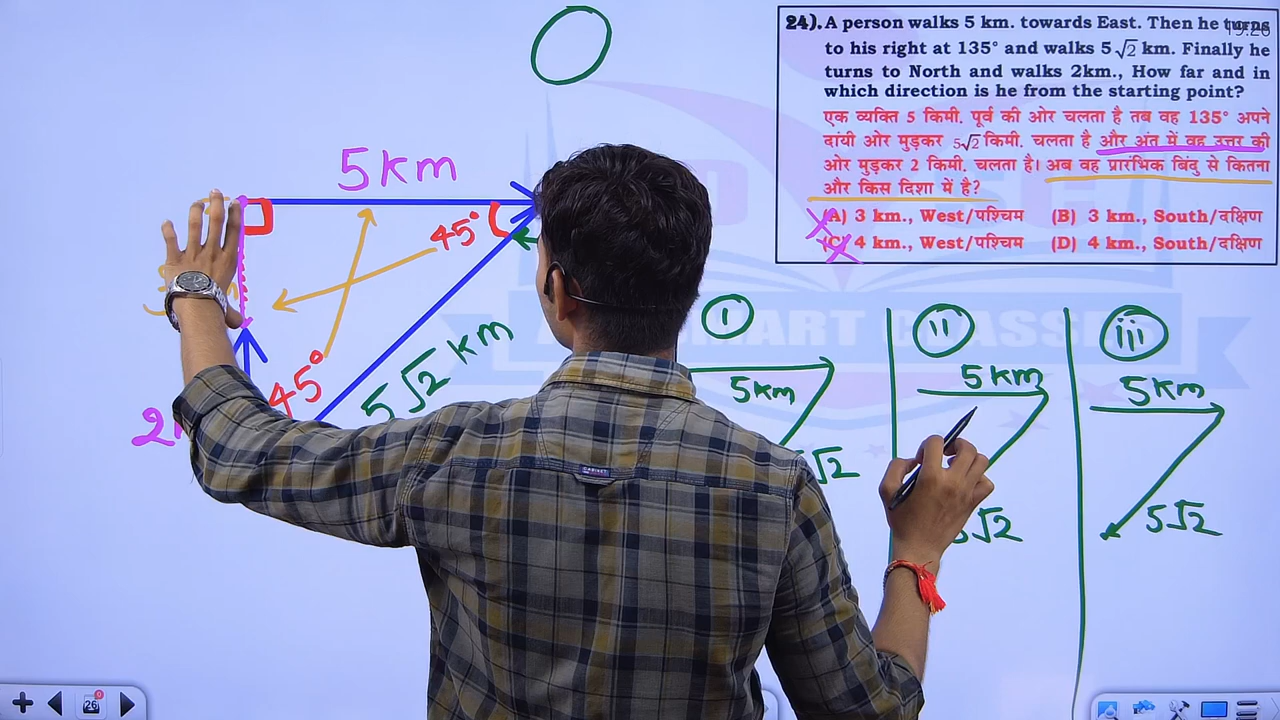 24). A person walks 5 km. towards East. Then he turns
to his right at 135° and walks 5√2 km. Finally he
turns to North and walks 2km., How far and in
which direction is he from the starting point?
एक व्यक्ति 5 किमी. पूर्व की ओर चलता है तब वह 135° अपने
दांयी ओर मुड़कर 5√2 किमी. चलता है और अंत में वह उत्तर की
ओर मुड़कर 2 किमी. चलता है। अब वह प्रारंभिक बिंदु से कितना
और किस दिशा में है?
A) 3 km., West/पश्चिम (B) 3 km., South/दक्षिण
(C) 4 km., West/पश्चिम (D) 4 km., South/दक्षिण
5km
45°
45°
5√2 km
2
i
5km
√2
ii
5km
5√2
iii
5km
5√2
26